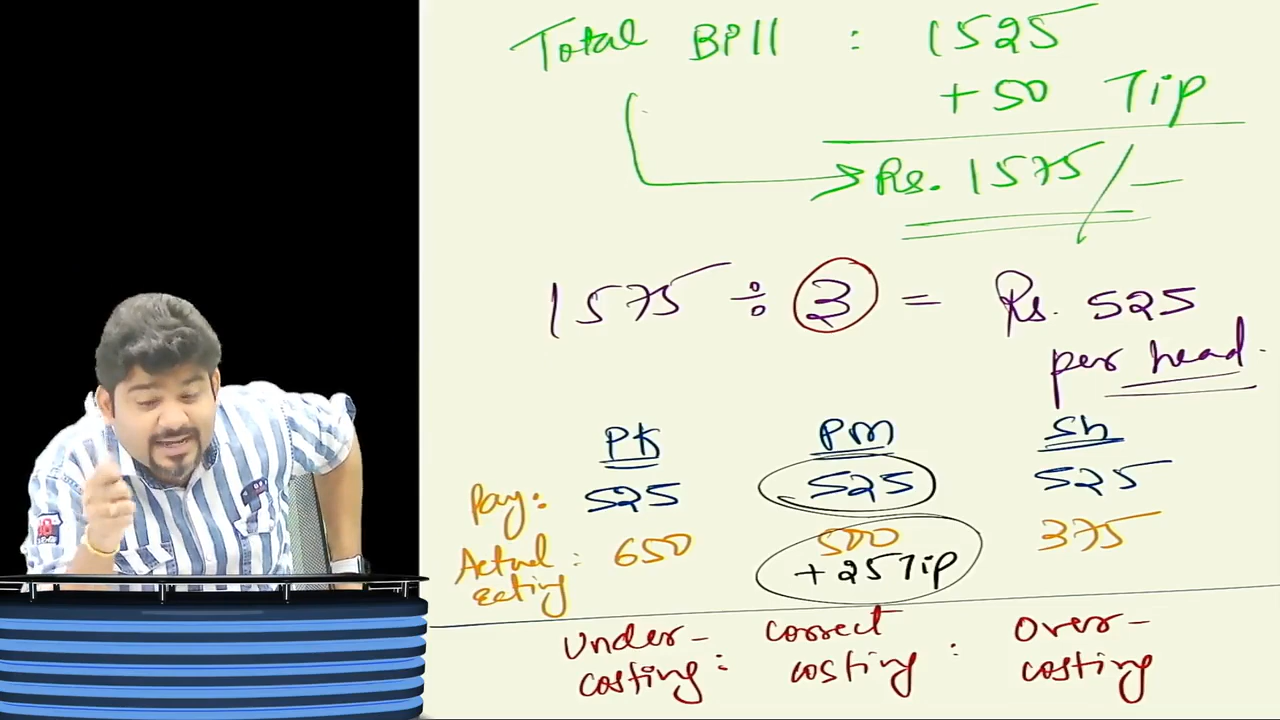 Total Bill : 1525
+ 50 Tip
Rs. 1575/-
1575 ÷ 3 = Rs. 525
per head.
PK PM Sh
Pay: 525 525 525
Actual eating : 650 500 + 25 Tip 375
Under-costing : correct costing : Over-costing